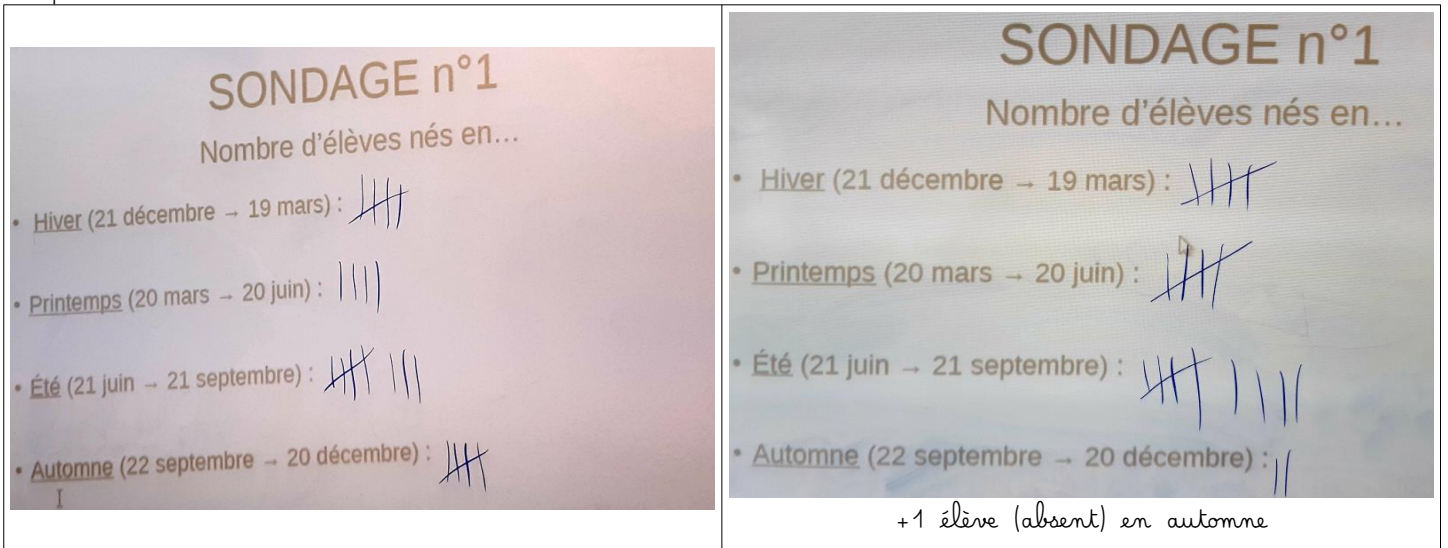 SONDAGE n°1
Nombre d'élèves nés en…
• Hiver (21 décembre → 19 mars) :
• Printemps (20 mars → 20 juin) :
• Été (21 juin → 21 septembre) :
• Automne (22 septembre → 20 décembre) :
SONDAGE n°1
Nombre d'élèves nés en…
• Hiver (21 décembre → 19 mars) :
• Printemps (20 mars → 20 juin) :
• Été (21 juin → 21 septembre) :
• Automne (22 septembre → 20 décembre) :
+1 élève (absent) en automne